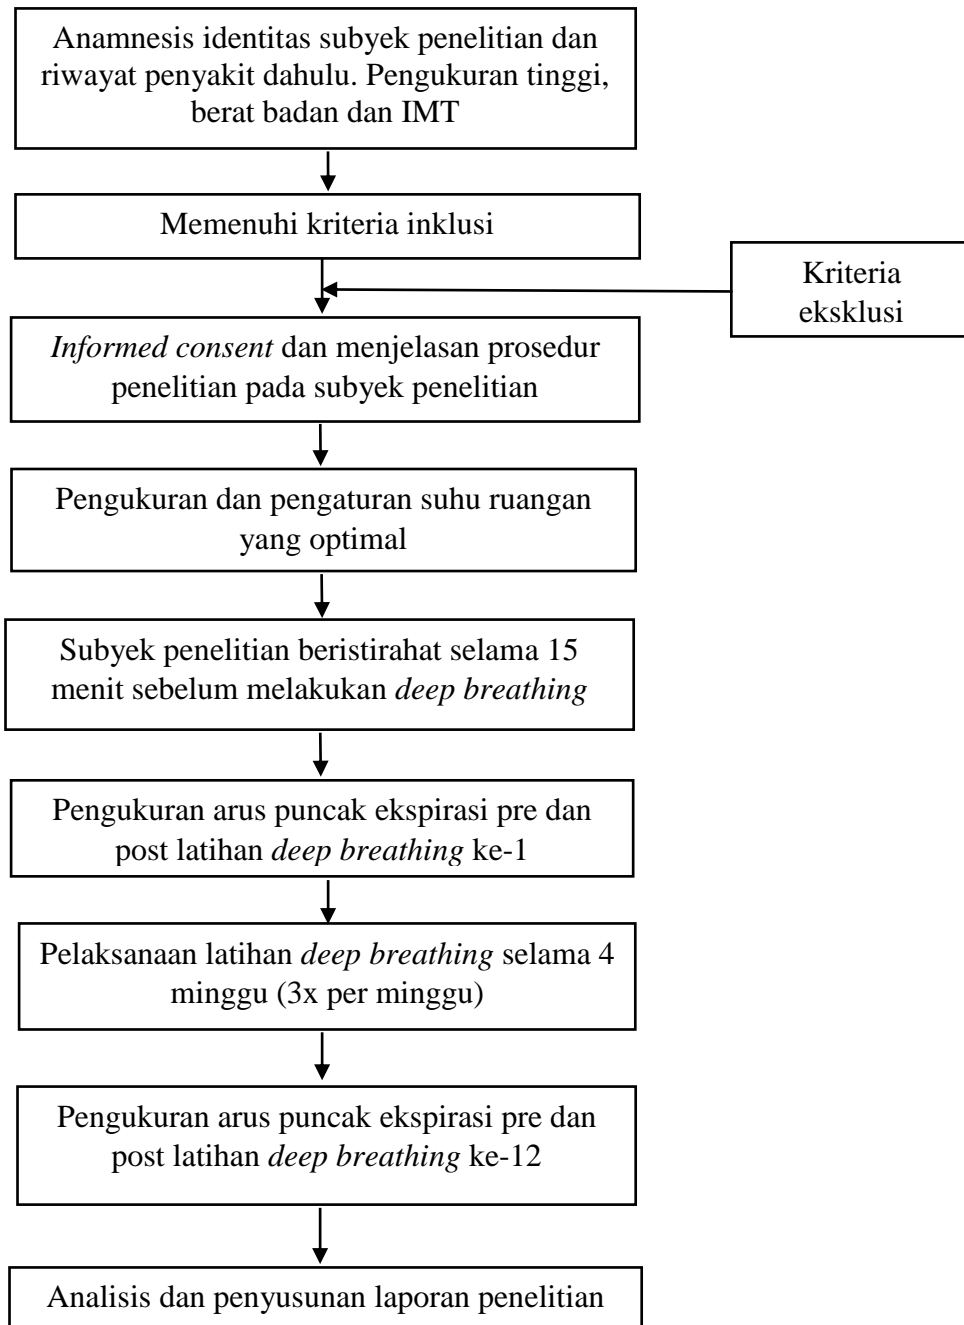 Anamnesis identitas subyek penelitian dan
riwayat penyakit dahulu. Pengukuran tinggi,
berat badan dan IMT
Memenuhi kriteria inklusi
Kriteria
eksklusi
Informed consent dan menjelasan prosedur
penelitian pada subyek penelitian
Pengukuran dan pengaturan suhu ruangan
yang optimal
Subyek penelitian beristirahat selama 15
menit sebelum melakukan deep breathing
Pengukuran arus puncak ekspirasi pre dan
post latihan deep breathing ke-1
Pelaksanaan latihan deep breathing selama 4
minggu (3x per minggu)
Pengukuran arus puncak ekspirasi pre dan
post latihan deep breathing ke-12
Analisis dan penyusunan laporan penelitian